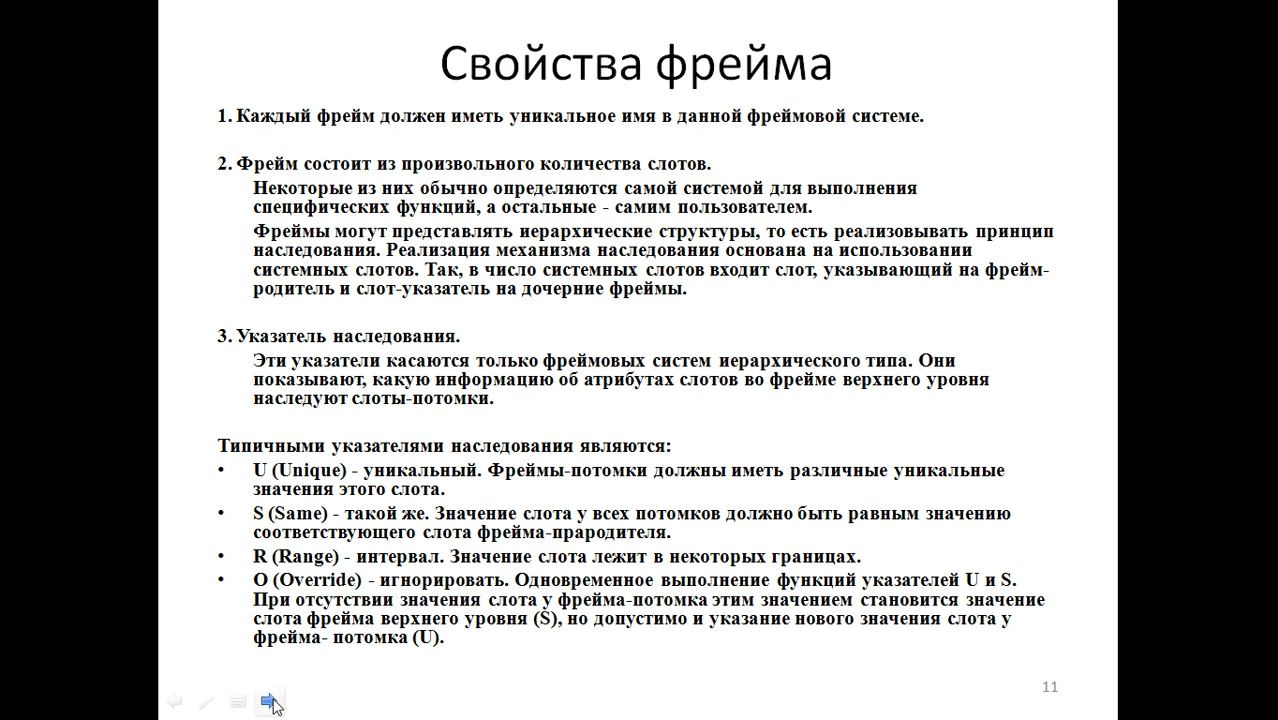 Свойства фрейма
1. Каждый фрейм должен иметь уникальное имя в данной фреймовой системе.
2. Фрейм состоит из произвольного количества слотов.
Некоторые из них обычно определяются самой системой для выполнения
специфических функций, а остальные - самим пользователем.
Фреймы могут представлять иерархические структуры, то есть реализовывать принцип
наследования. Реализация механизма наследования основана на использовании
системных слотов. Так, в число системных слотов входит слот, указывающий на фрейм-
родитель и слот-указатель на дочерние фреймы.
3. Указатель наследования.
Эти указатели касаются только фреймовых систем иерархического типа. Они
показывают, какую информацию об атрибутах слотов во фрейме верхнего уровня
наследуют слоты-потомки.
Типичными указателями наследования являются:
• U (Unique) - уникальный. Фреймы-потомки должны иметь различные уникальные
значения этого слота.
• S (Same) - такой же. Значение слота у всех потомков должно быть равным значению
соответствующего слота фрейма-прародителя.
• R (Range) - интервал. Значение слота лежит в некоторых границах.
• O (Override) - игнорировать. Одновременное выполнение функций указателей U и S.
При отсутствии значения слота у фрейма-потомка этим значением становится значение
слота фрейма верхнего уровня (S), но допустимо и указание нового значения слота у
фрейма- потомка (U).
11